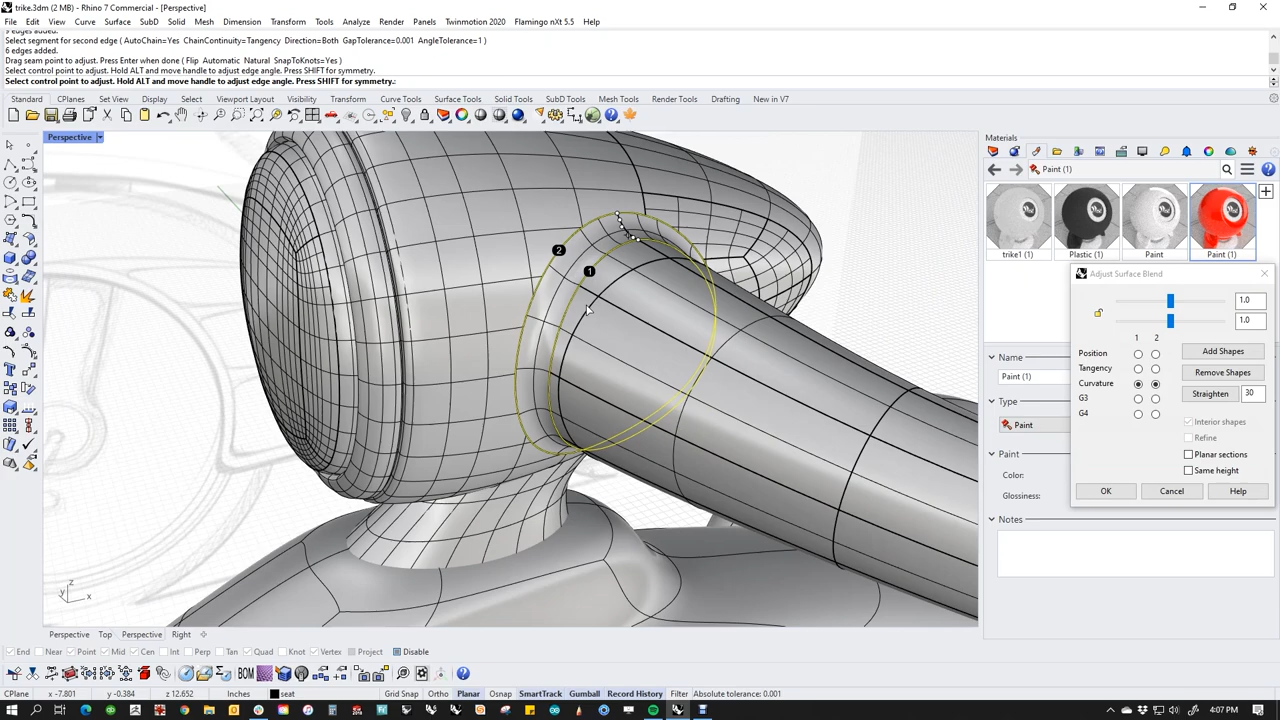 trike.3dm (2 MB) - Rhino 7 Commercial - [Perspective]
File Edit View Curve Surface SubD Solid Mesh Dimension Transform Tools Analyze Render Panels Twinmotion 2020 Flamingo nXt 5.5 Help
9 edges added.
Select segment for second edge ( AutoChain=Yes ChainContinuity=Tangency Direction=Both GapTolerance=0.001 AngleTolerance=1 )
6 edges added.
Drag seam point to adjust. Press Enter when done ( Flip Automatic Natural SnapToKnots=Yes )
Select control point to adjust. Hold ALT and move handle to adjust edge angle. Press SHIFT for symmetry.
Select control point to adjust. Hold ALT and move handle to adjust edge angle. Press SHIFT for symmetry.:
Standard CPlanes Set View Display Select Viewport Layout Visibility Transform Curve Tools Surface Tools Solid Tools SubD Tools Mesh Tools Render Tools Drafting New in V7
Perspective
2
1
z
y
x
Materials
Paint (1)
trike1 (1) Plastic (1) Paint Paint (1)
Adjust Surface Blend
1.0
1.0
1 2
Position
Tangency
Curvature
G3
G4
Add Shapes
Remove Shapes
Straighten 30
Interior shapes
Refine
Planar sections
Same height
OK Cancel Help
Name
Paint (1)
Type
Paint
Paint
Color:
Glossiness:
Notes
Perspective Top Perspective Right
End Near Point Mid Cen Int Perp Tan Quad Knot Vertex Project Disable
BOM
CPlane x -7.801 y -0.384 z 12.652 Inches seat Grid Snap Ortho Planar Osnap SmartTrack Gumball Record History Filter Absolute tolerance: 0.001
4:07 PM